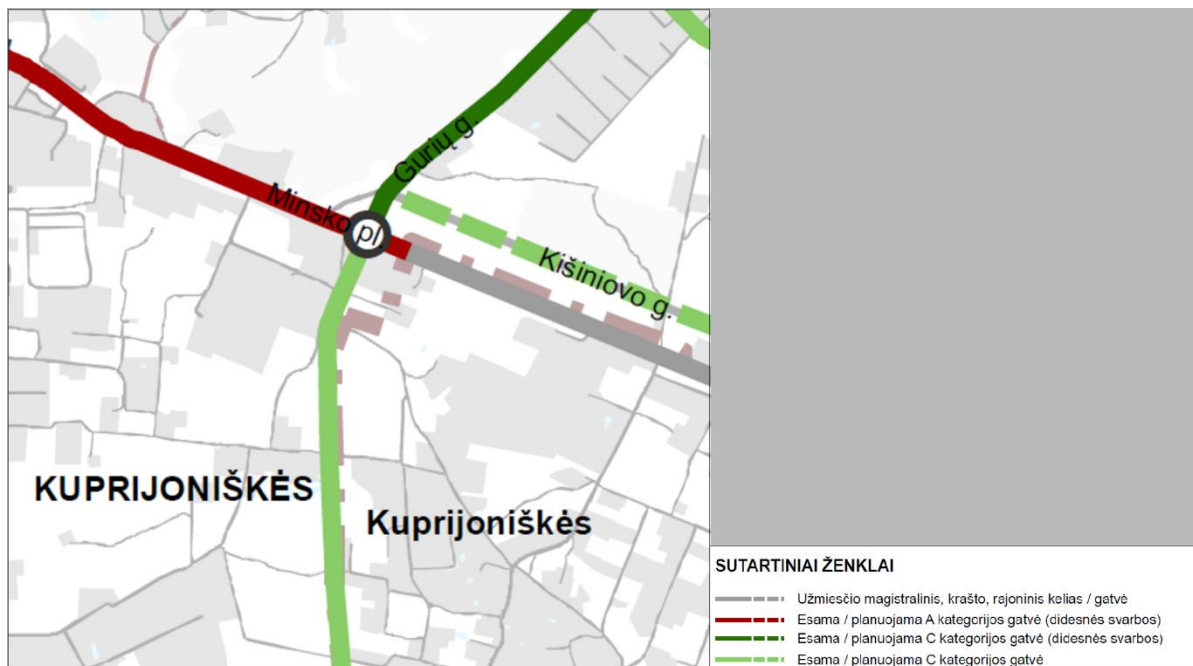 Gurių g.
Minsko pl.
Kišiniovo g.
KUPRIJONIŠKĖS
Kuprijoniškės
SUTARTINIAI ŽENKLAI
Užmiesčio magistralinis, krašto, rajoninis kelias / gatvė
Esama / planuojama A kategorijos gatvė (didesnės svarbos)
Esama / planuojama C kategorijos gatvė (didesnės svarbos)
Esama / planuojama C kategorijos gatvė